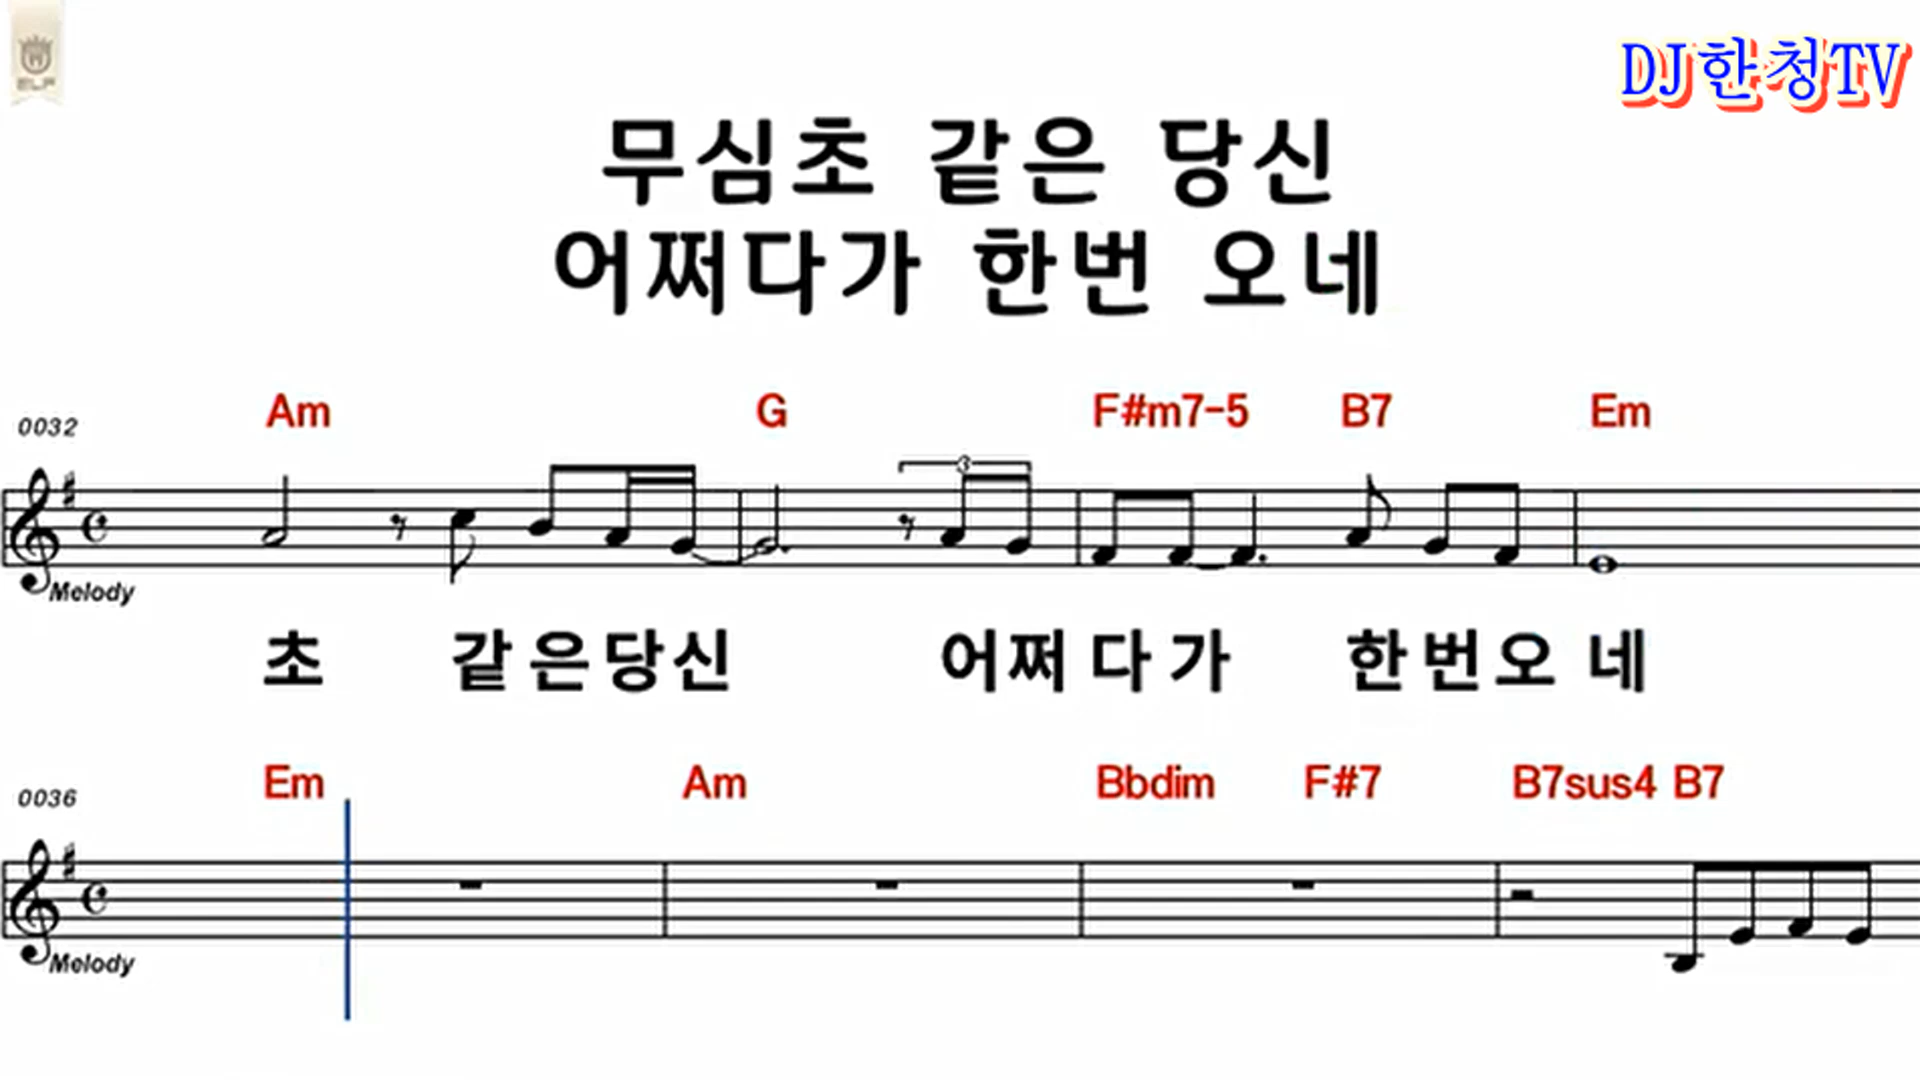 DJ한청TV
ELF
무심초 같은 당신
어쩌다가 한번 오네
Am G F#m7-5 B7 Em
0032
3
Melody
초 같은당신 어쩌다가 한번오 네
Em Am Bbdim F#7 B7sus4 B7
0036
Melody